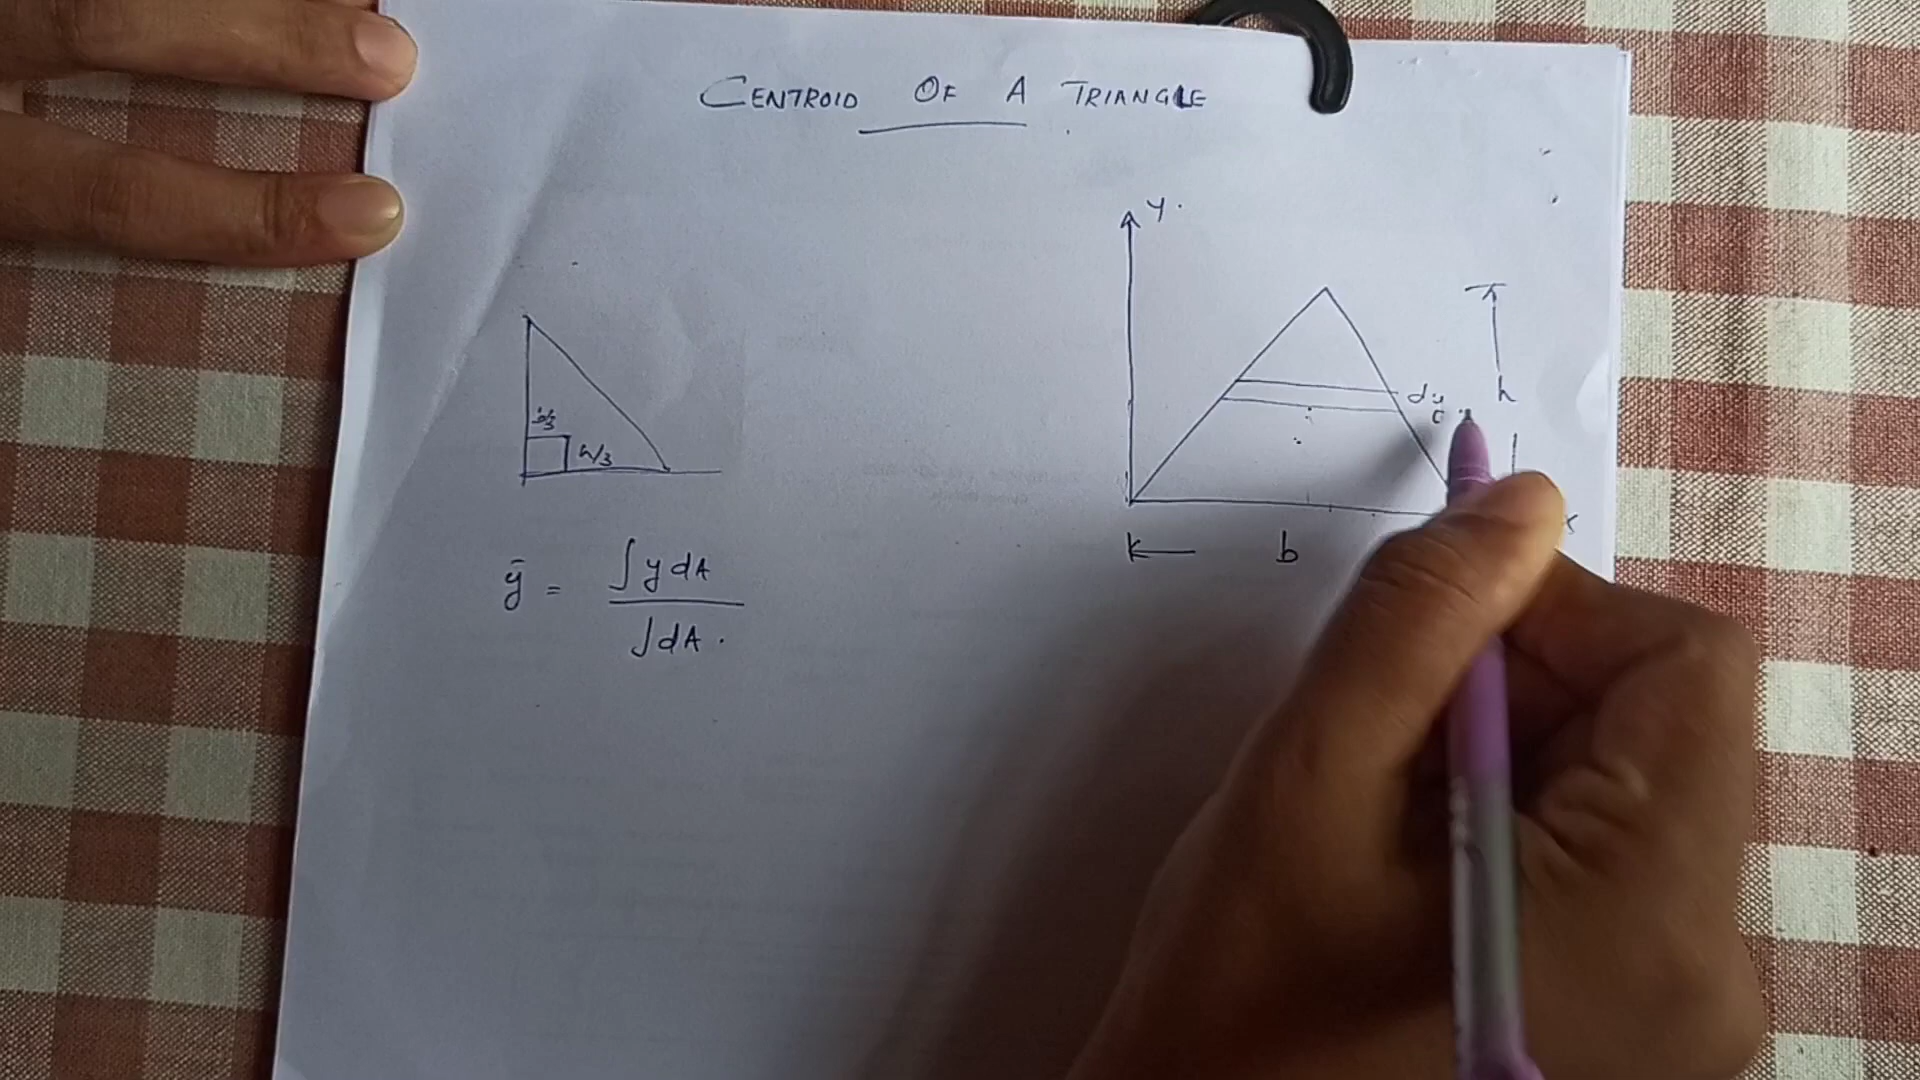 CENTROID OF A TRIANGLE
y.
dy
h
b/3
h/3
x
b
ȳ = ∫ y dA
∫ dA.